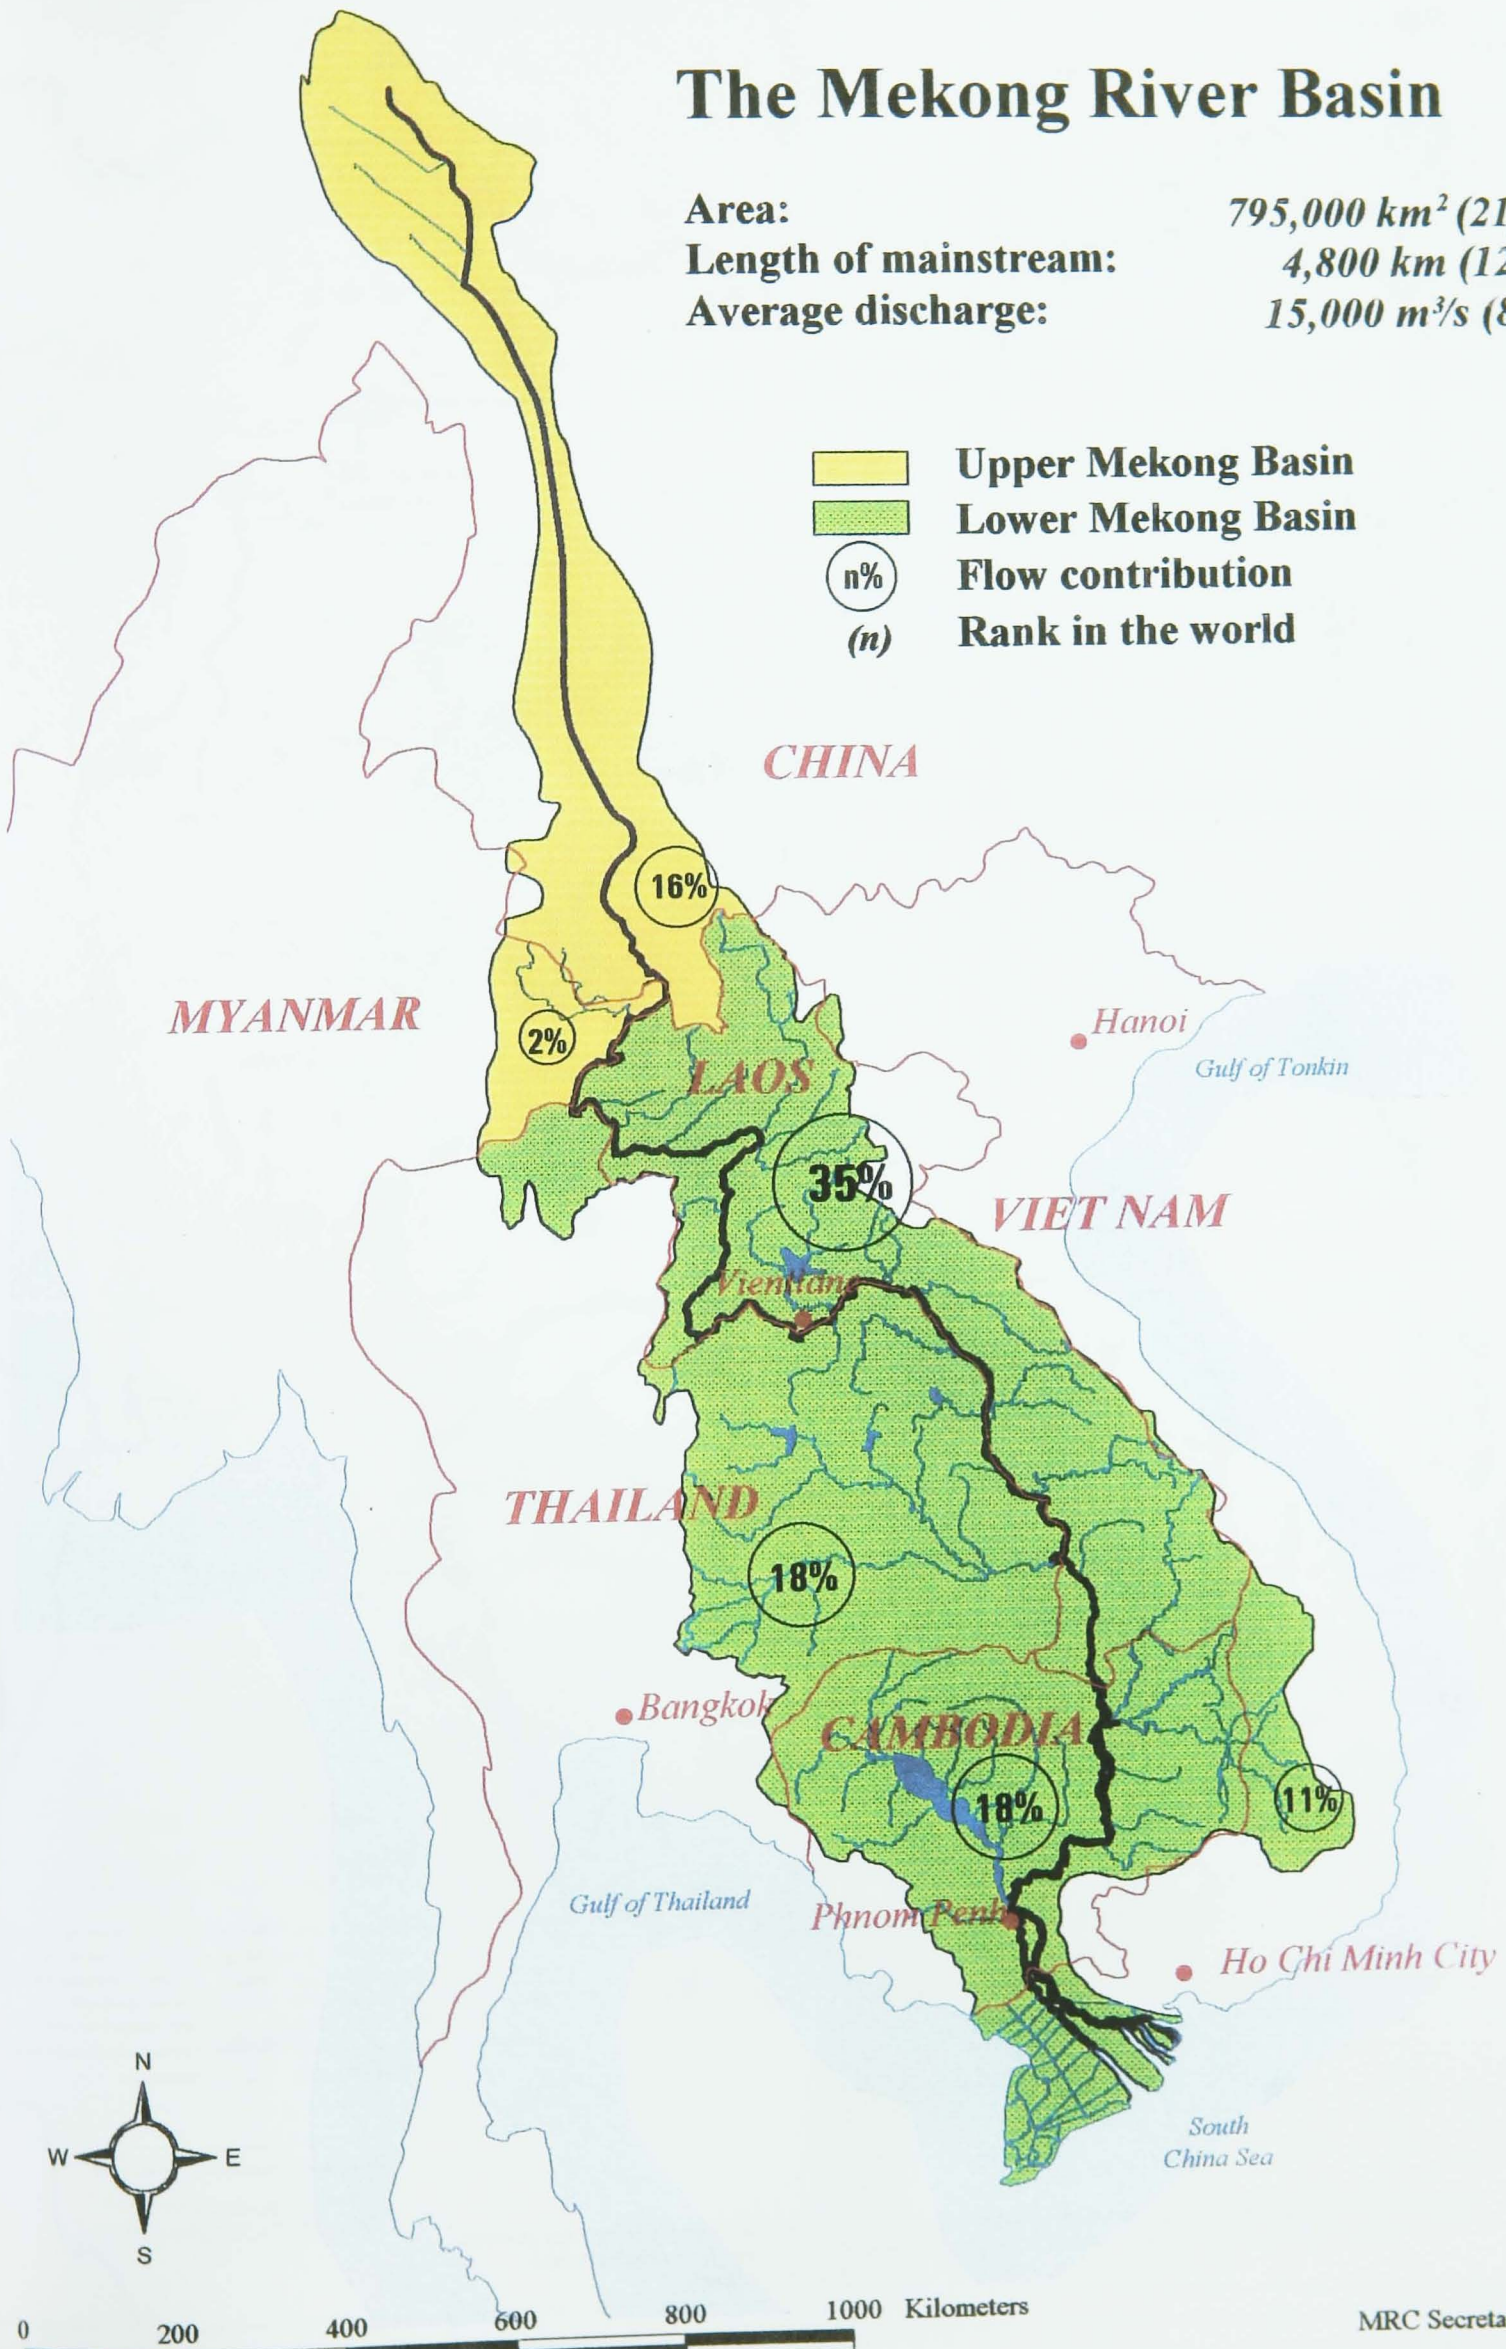 The Mekong River Basin
Area: 795,000 km² (21
Length of mainstream: 4,800 km (12
Average discharge: 15,000 m³/s (8
Upper Mekong Basin
Lower Mekong Basin
n% Flow contribution
(n) Rank in the world
CHINA
16%
MYANMAR
Hanoi
2%
Gulf of Tonkin
LAOS
35%
VIET NAM
Vientiane
THAILAND
18%
Bangkok
CAMBODIA
18%
11%
Gulf of Thailand
Phnom Penh
Ho Chi Minh City
N
W E
S
South
China Sea
0 200 400 600 800 1000 Kilometers
MRC Secreta